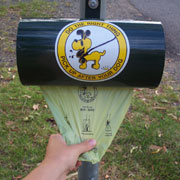 DO THE RIGHT THING
PICK UP AFTER YOUR DOG